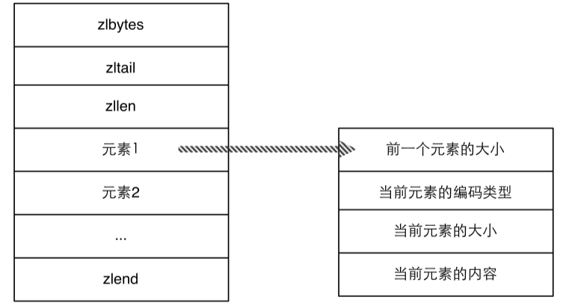 zlbytes
zltail
zllen
元素1
元素2
...
zlend
前一个元素的大小
当前元素的编码类型
当前元素的大小
当前元素的内容